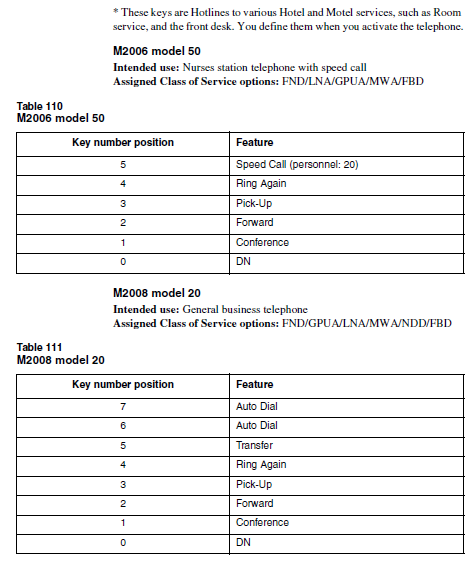 * These keys are Hotlines to various Hotel and Motel services, such as Room
service, and the front desk. You define them when you activate the telephone.
M2006 model 50
Intended use: Nurses station telephone with speed call
Assigned Class of Service options: FND/LNA/GPUA/MWA/FBD
Table 110
M2006 model 50
Key number position Feature
5 Speed Call (personnel: 20)
4 Ring Again
3 Pick-Up
2 Forward
1 Conference
0 DN
M2008 model 20
Intended use: General business telephone
Assigned Class of Service options: FND/GPUA/LNA/MWA/NDD/FBD
Table 111
M2008 model 20
Key number position Feature
7 Auto Dial
6 Auto Dial
5 Transfer
4 Ring Again
3 Pick-Up
2 Forward
1 Conference
0 DN